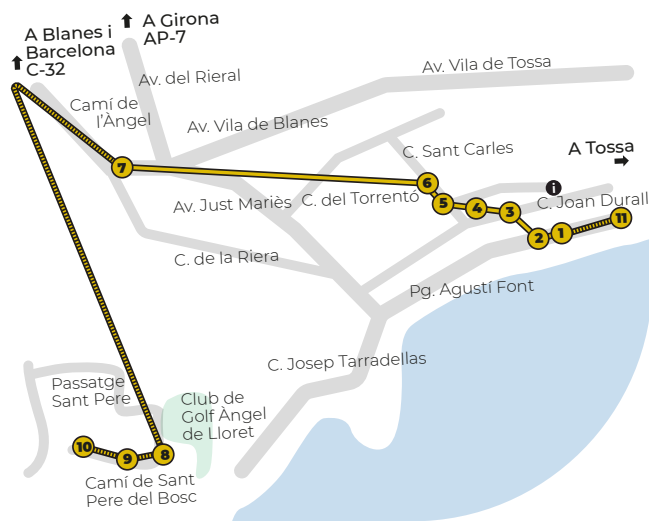 A Blanes i
Barcelona
C-32
A Girona
AP-7
Av. del Rieral
Av. Vila de Tossa
Camí de
l'Àngel
Av. Vila de Blanes
C. Sant Carles
A Tossa
7
6
i
Av. Just Mariès
C. del Torrentó
5
4
3
C. Joan Durall
11
2
1
C. de la Riera
Pg. Agustí Font
C. Josep Tarradellas
Passatge
Sant Pere
Club de
Golf Àngel
de Lloret
10
9
8
Camí de Sant
Pere del Bosc